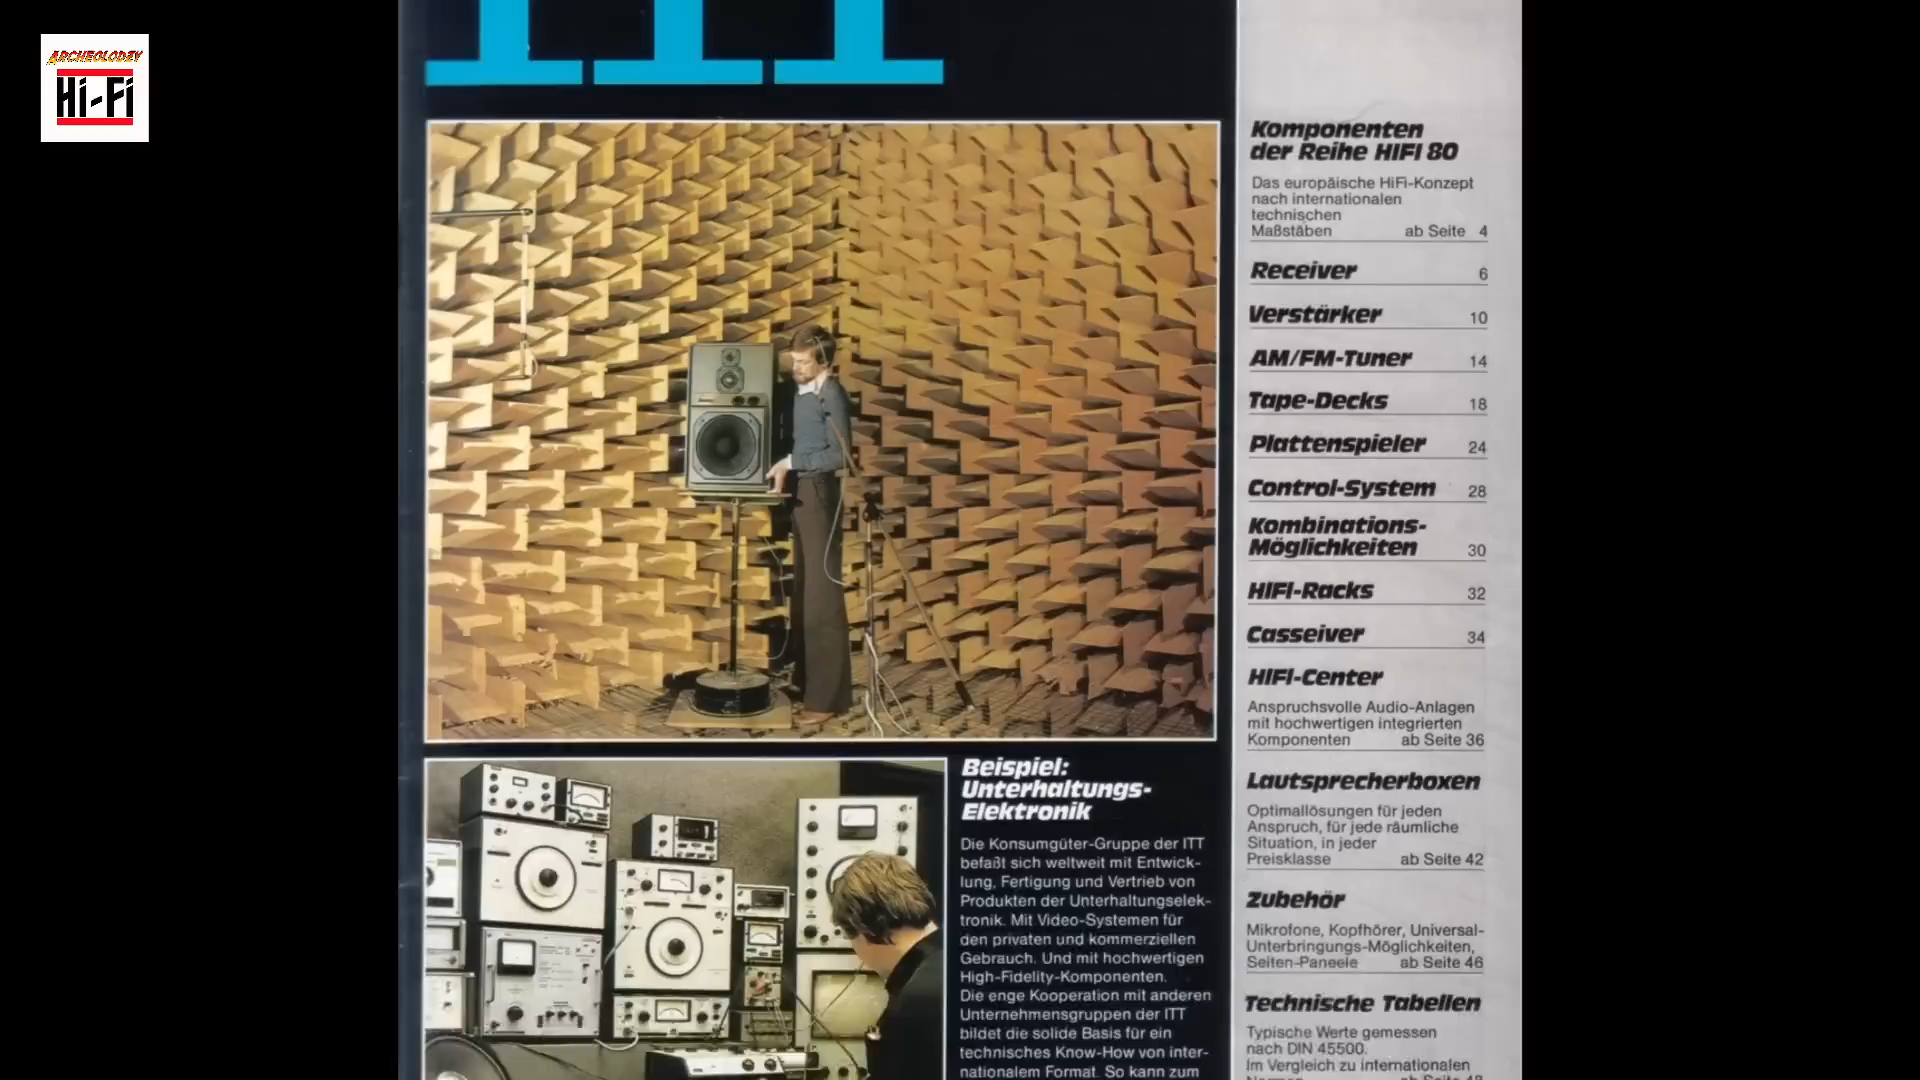 ARCHEOLODZY
Hi-Fi
ITT
Komponenten
der Reihe HIFI 80
Das europäische HiFi-Konzept
nach internationalen
technischen
Maßstäben ab Seite 4
Receiver 6
Verstärker 10
AM/FM-Tuner 14
Tape-Decks 18
Plattenspieler 24
Control-System 28
Kombinations-
Möglichkeiten 30
HIFI-Racks 32
Casseiver 34
HIFI-Center
Anspruchsvolle Audio-Anlagen
mit hochwertigen integrierten
Komponenten ab Seite 36
Lautsprecherboxen
Optimallösungen für jeden
Anspruch, für jede räumliche
Situation, in jeder
Preisklasse ab Seite 42
Zubehör
Mikrofone, Kopfhörer, Universal-
Unterbringungs-Möglichkeiten,
Seiten-Paneele ab Seite 46
Technische Tabellen
Typische Werte gemessen
nach DIN 45500.
Im Vergleich zu internationalen
Beispiel:
Unterhaltungs-
Elektronik
Die Konsumgüter-Gruppe der ITT
befaßt sich weltweit mit Entwick-
lung, Fertigung und Vertrieb von
Produkten der Unterhaltungselek-
tronik. Mit Video-Systemen für
den privaten und kommerziellen
Gebrauch. Und mit hochwertigen
High-Fidelity-Komponenten.
Die enge Kooperation mit anderen
Unternehmensgruppen der ITT
bildet die solide Basis für ein
technisches Know-How von inter-
nationalem Format. So kann zum